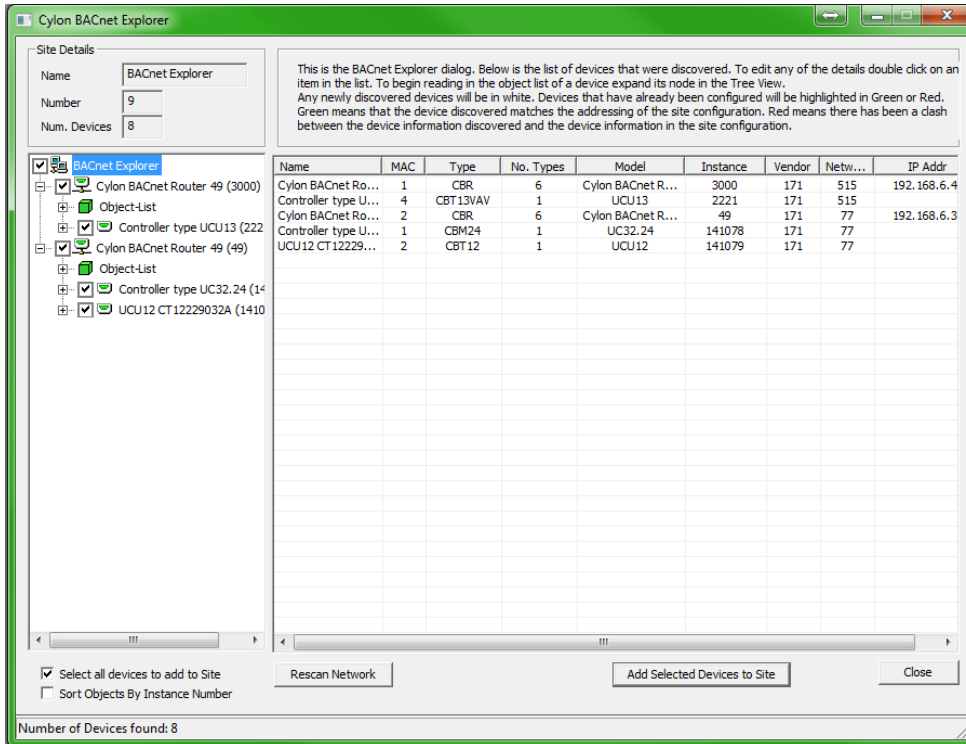 Cylon BACnet Explorer
Site Details
Name BACnet Explorer
Number 9
Num. Devices 8
This is the BACnet Explorer dialog. Below is the list of devices that were discovered. To edit any of the details double click on an
item in the list. To begin reading in the object list of a device expand its node in the Tree View.
Any newly discovered devices will be in white. Devices that have already been configured will be highlighted in Green or Red.
Green means that the device discovered matches the addressing of the site configuration. Red means there has been a clash
between the device information discovered and the device information in the site configuration.
BACnet Explorer
Cylon BACnet Router 49 (3000)
Object-List
Controller type UCU13 (222
Cylon BACnet Router 49 (49)
Object-List
Controller type UC32.24 (14
UCU12 CT12229032A (1410
Name MAC Type No. Types Model Instance Vendor Netw... IP Addr
Cylon BACnet Ro... 1 CBR 6 Cylon BACnet R... 3000 171 515 192.168.6.4
Controller type U... 4 CBT13VAV 1 UCU13 2221 171 515
Cylon BACnet Ro... 2 CBR 6 Cylon BACnet R... 49 171 77 192.168.6.3
Controller type U... 1 CBM24 1 UC32.24 141078 171 77
UCU12 CT12229... 2 CBT12 1 UCU12 141079 171 77
Select all devices to add to Site
Sort Objects By Instance Number
Rescan Network
Add Selected Devices to Site
Close
Number of Devices found: 8